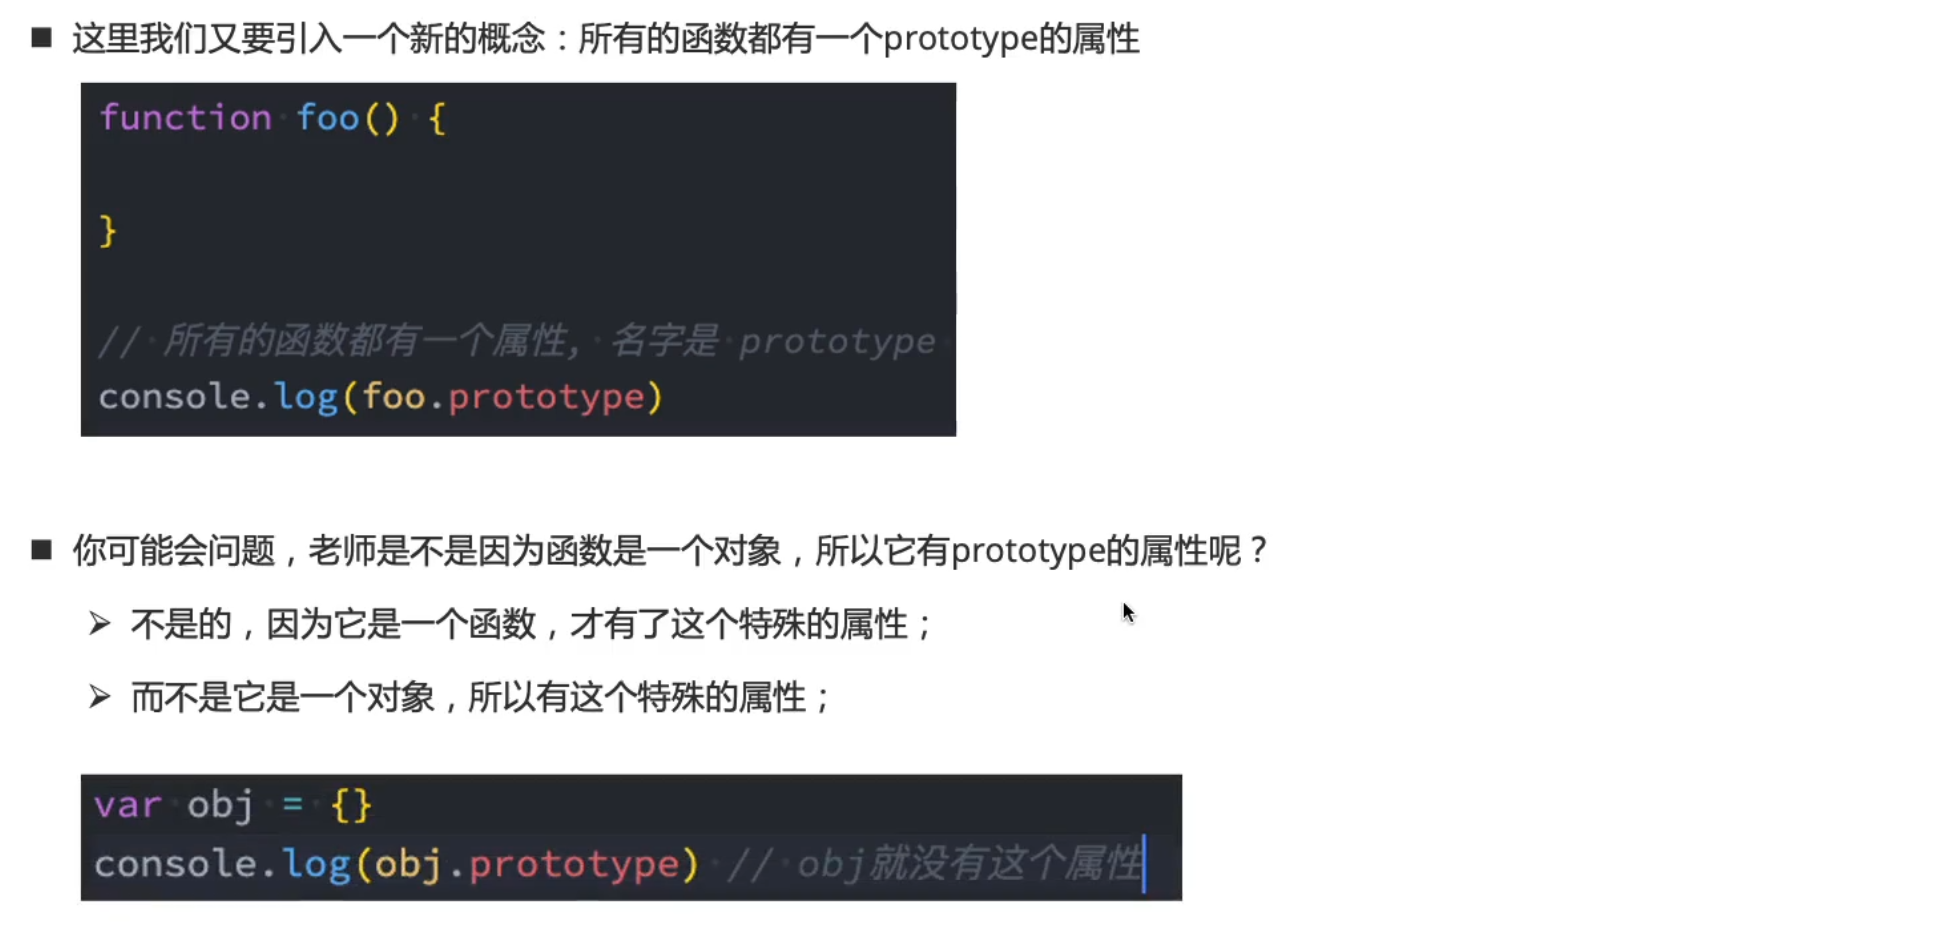 ■ 这里我们又要引入一个新的概念：所有的函数都有一个prototype的属性
function foo() {
}
// 所有的函数都有一个属性, 名字是 prototype
console.log(foo.prototype)
■ 你可能会问题，老师是不是因为函数是一个对象，所以它有prototype的属性呢？
➢ 不是的，因为它是一个函数，才有了这个特殊的属性；
➢ 而不是它是一个对象，所以有这个特殊的属性；
var obj = {}
console.log(obj.prototype) // obj就没有这个属性